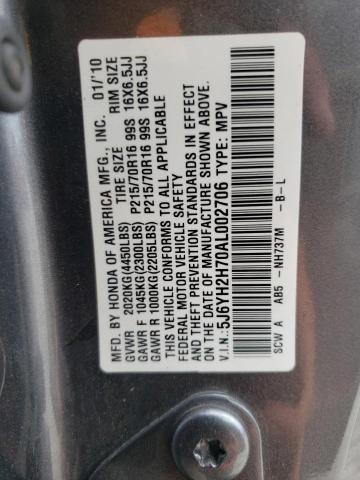 MFD. BY HONDA OF AMERICA MFG., INC. 01/'10
TIRE SIZE RIM SIZE
GVWR 2020KG(4450LBS)
GAWR F 1045KG(2300LBS) P215/70R16 99S 16X6.5JJ
GAWR R 1000KG(2205LBS) P215/70R16 99S 16X6.5JJ
THIS VEHICLE CONFORMS TO ALL APPLICABLE
FEDERAL MOTOR VEHICLE SAFETY
AND THEFT PREVENTION STANDARDS IN EFFECT
ON THE DATE OF MANUFACTURE SHOWN ABOVE.
V.I.N.:5J6YH2H70AL002706 TYPE: MPV
SCW A AB5 -NH737M -B-L